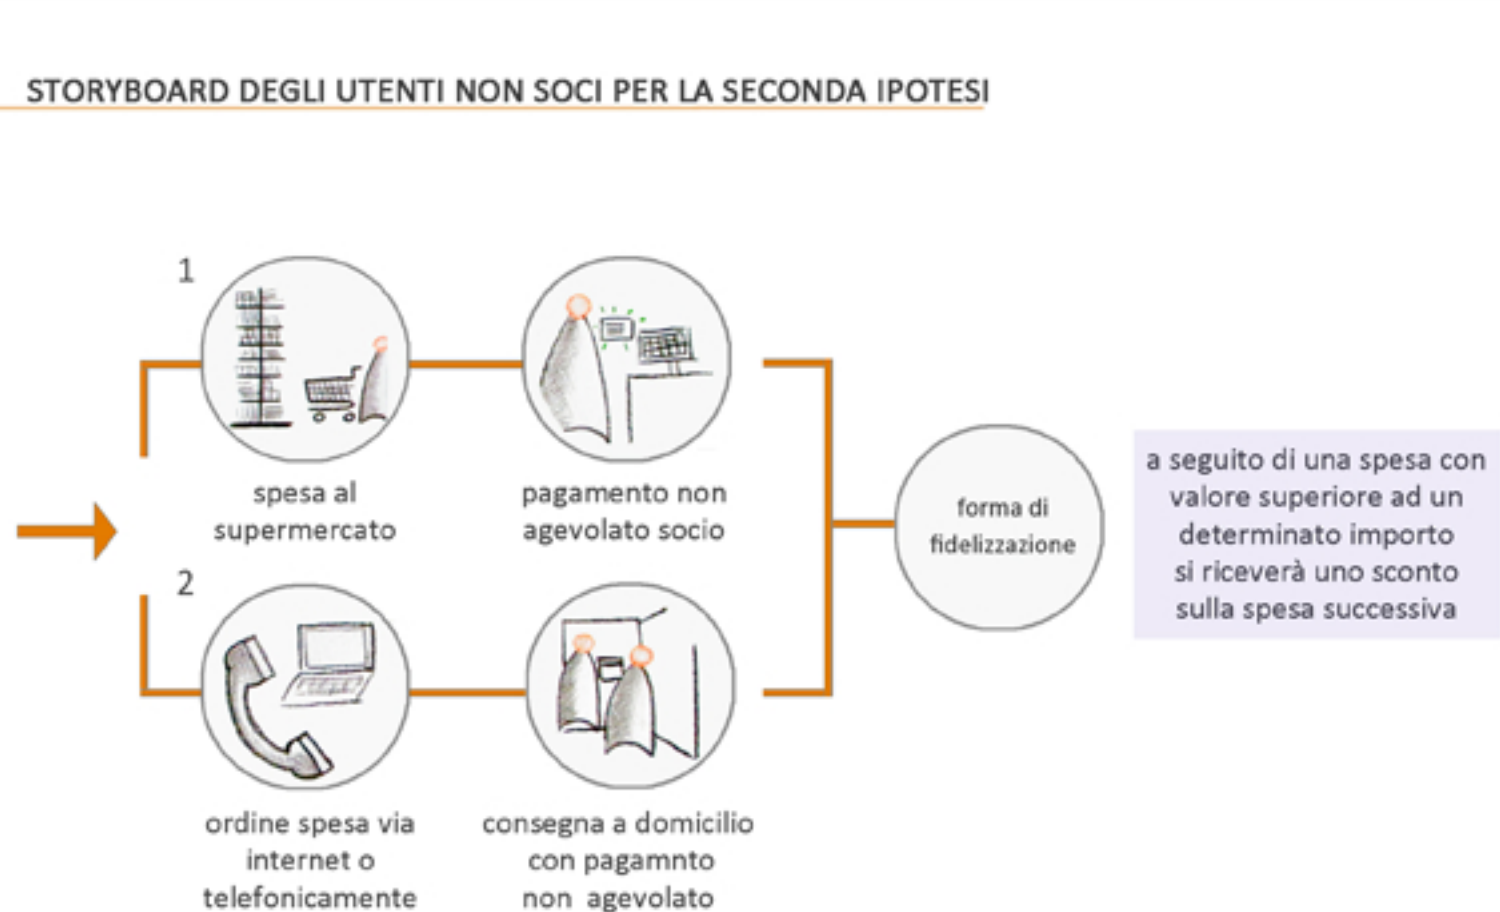 STORYBOARD DEGLI UTENTI NON SOCI PER LA SECONDA IPOTESI
1
spesa al
supermercato
pagamento non
agevolato socio
2
ordine spesa via
internet o
telefonicamente
consegna a domicilio
con pagamnto
non agevolato
forma di
fidelizzazione
a seguito di una spesa con
valore superiore ad un
determinato importo
si riceverà uno sconto
sulla spesa successiva